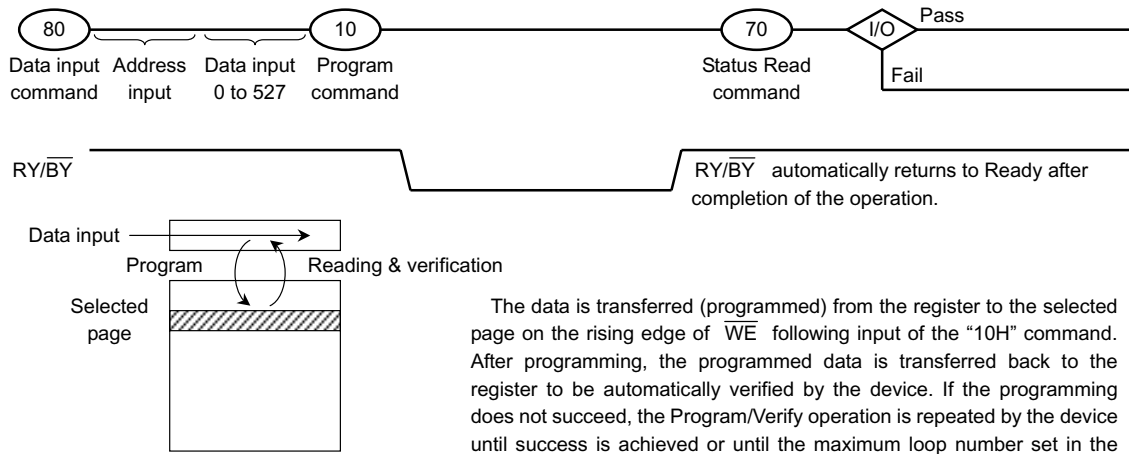 80 10 70 I/O Pass
Data input Address Data input Program Status Read Fail
command input 0 to 527 command command
RY/BY RY/BY automatically returns to Ready after
completion of the operation.
Data input
Program Reading & verification
Selected
page
The data is transferred (programmed) from the register to the selected
page on the rising edge of WE following input of the “10H” command.
After programming, the programmed data is transferred back to the
register to be automatically verified by the device. If the programming
does not succeed, the Program/Verify operation is repeated by the device
until success is achieved or until the maximum loop number set in the